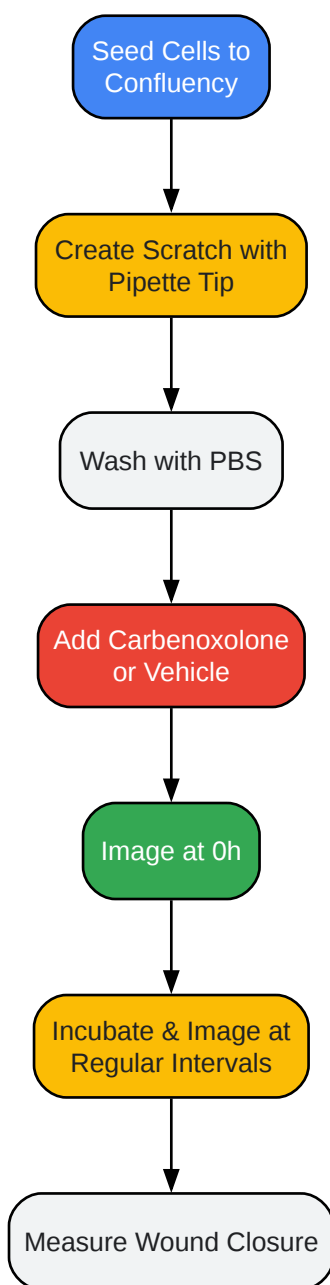 Seed Cells to
Confluency
Create Scratch with
Pipette Tip
Wash with PBS
Add Carbenoxolone
or Vehicle
Image at 0h
Incubate & Image at
Regular Intervals
Measure Wound Closure